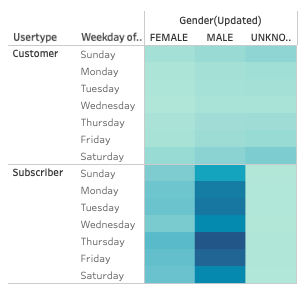 Gender(Updated)
Usertype Weekday of.. FEMALE MALE UNKNO..
Customer Sunday
Monday
Tuesday
Wednesday
Thursday
Friday
Saturday
Subscriber Sunday
Monday
Tuesday
Wednesday
Thursday
Friday
Saturday